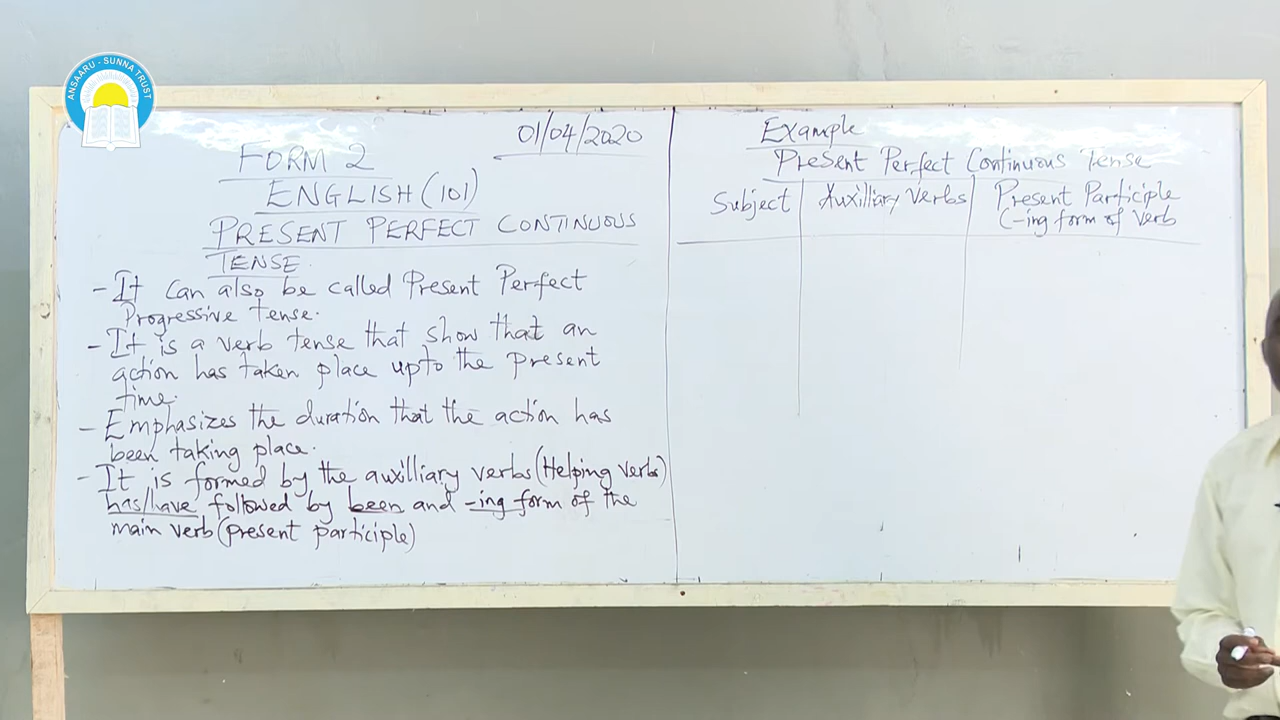 ANSAARU - SUNNA TRUST
01/04/2020
FORM 2
ENGLISH (101)
PRESENT PERFECT CONTINUOUS
TENSE.
- It can also be called Present Perfect
Progressive tense.
- It is a verb tense that show that an
action has taken place upto the present
time.
- Emphasizes the duration that the action has
been taking place.
- It is formed by the auxilliary verbs (Helping verbs)
has/have followed by been and -ing form of the
main verb (present participle)
Example
Present Perfect Continuous Tense
Subject Auxilliary Verbs Present Participle
(-ing form of verb